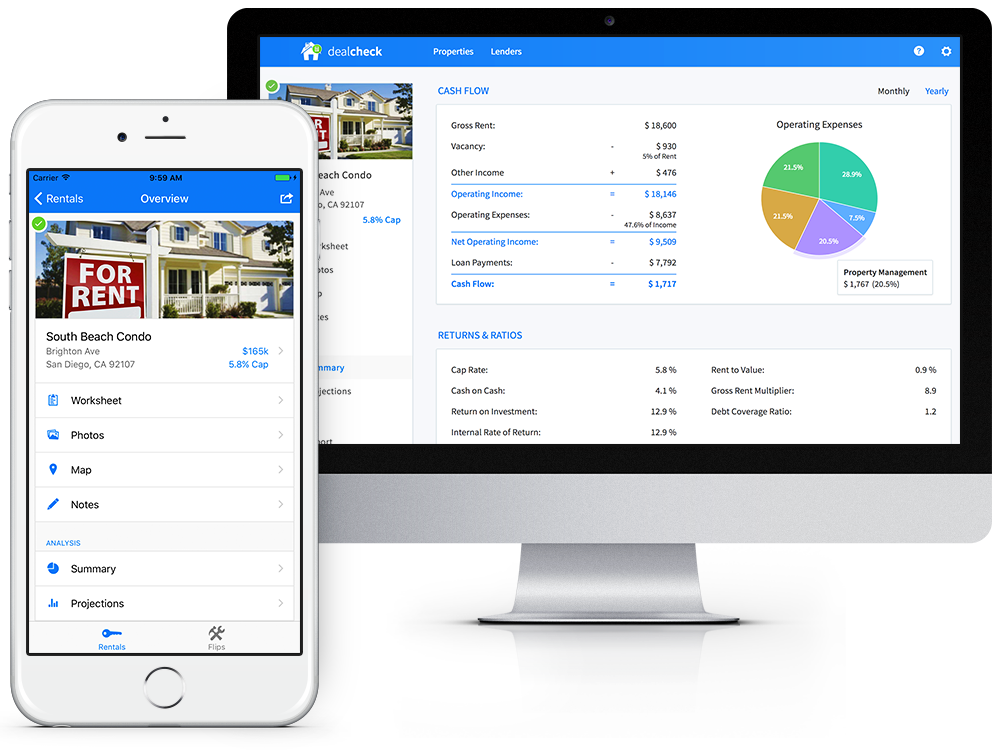 dealcheck
Properties
Lenders
?
CASH FLOW
Monthly
Yearly
Gross Rent: $ 18,600
Vacancy: - $ 930
5% of Rent
Other Income + $ 476
Operating Income: = $ 18,146
Operating Expenses: - $ 8,637
47.6% of Income
Net Operating Income: = $ 9,509
Loan Payments: - $ 7,792
Cash Flow: = $ 1,717
Operating Expenses
21.5%
28.9%
7.5%
20.5%
21.5%
Property Management
$ 1,767 (20.5%)
RETURNS & RATIOS
Cap Rate: 5.8 %
Cash on Cash: 4.1 %
Return on Investment: 12.9 %
Internal Rate of Return: 12.9 %
Rent to Value: 0.9 %
Gross Rent Multiplier: 8.9
Debt Coverage Ratio: 1.2
each Condo
Ave
o, CA 92107
5.8% Cap
rksheet
otos
p
es
mmary
jections
port
Carrier 9:59 AM
Rentals
Overview
FOR
RENT
South Beach Condo
Brighton Ave $165k
San Diego, CA 92107 5.8% Cap
Worksheet
Photos
Map
Notes
ANALYSIS
Summary
Projections
Rentals
Flips